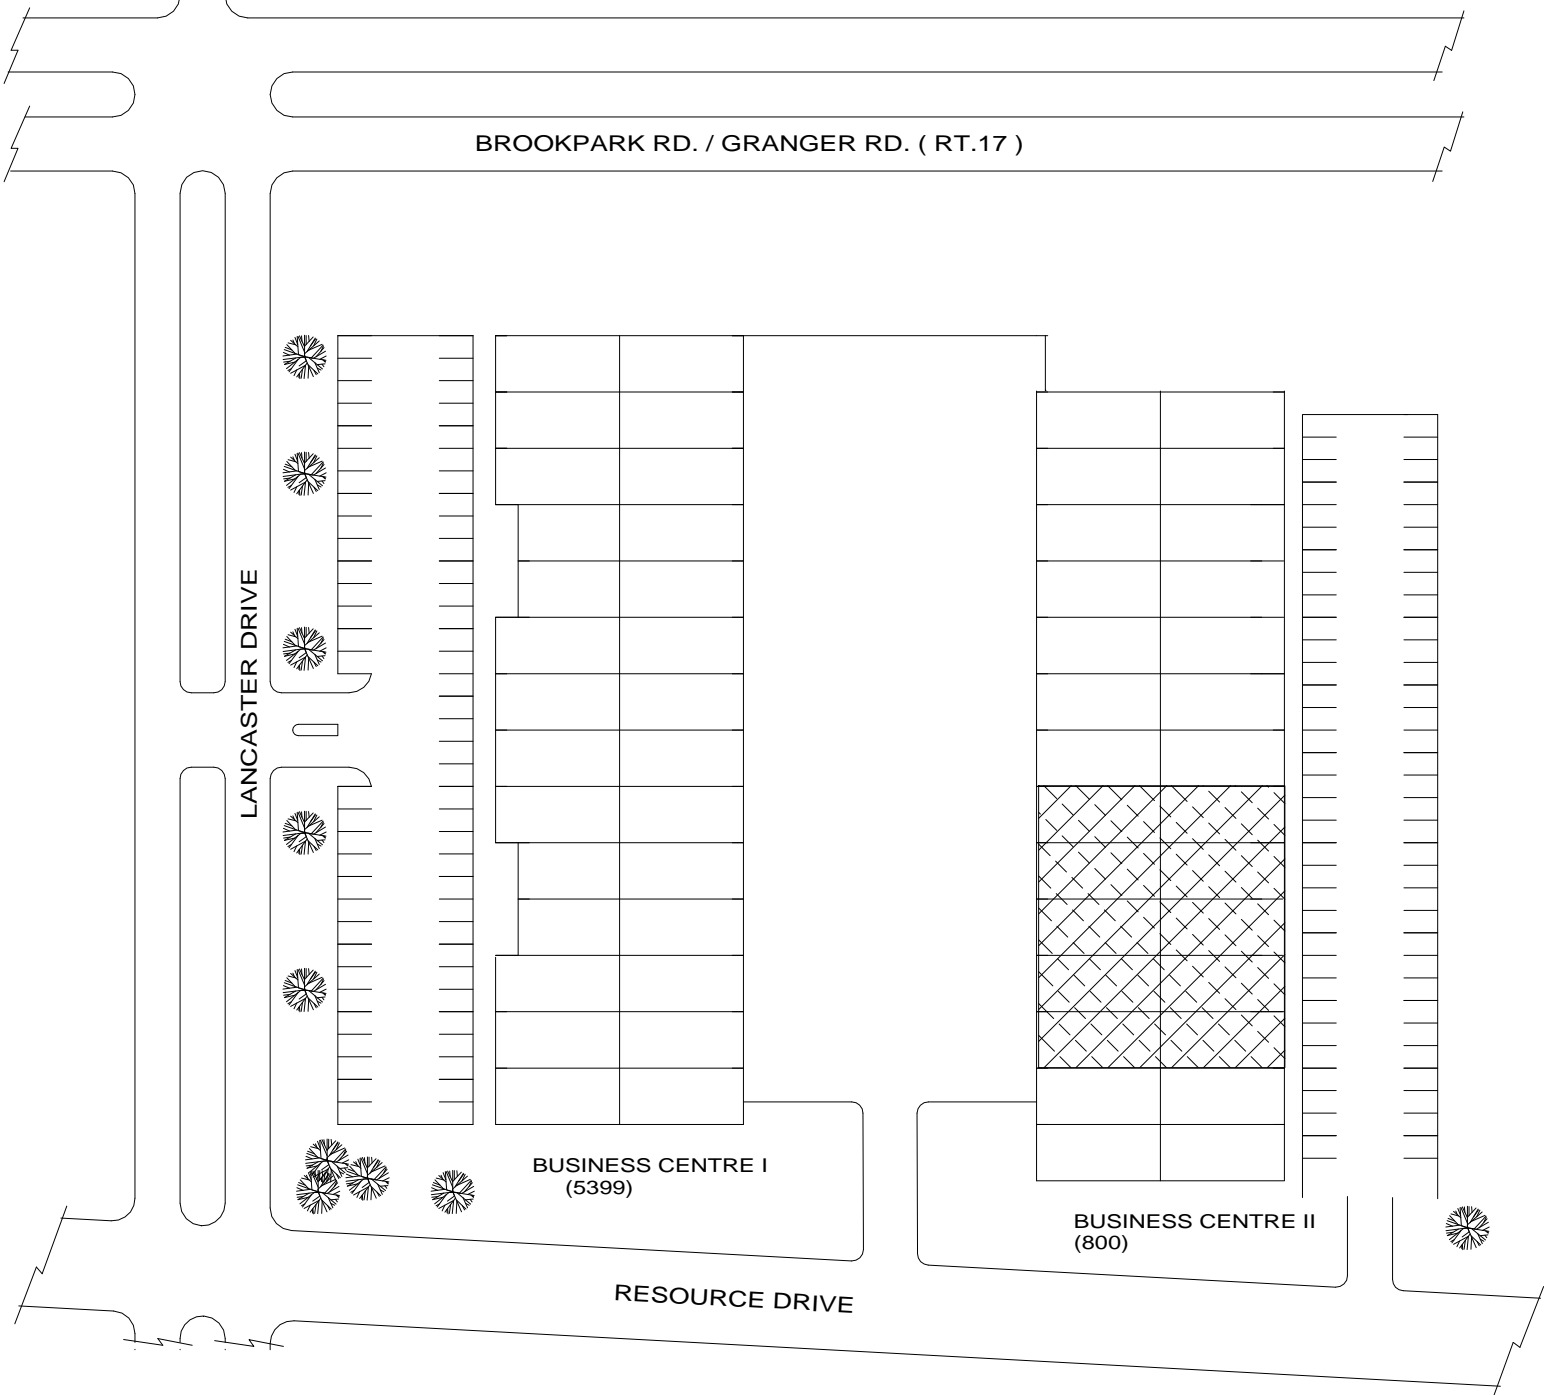 BROOKPARK RD. / GRANGER RD. ( RT.17 )
LANCASTER DRIVE
BUSINESS CENTRE I
(5399)
BUSINESS CENTRE II
(800)
RESOURCE DRIVE